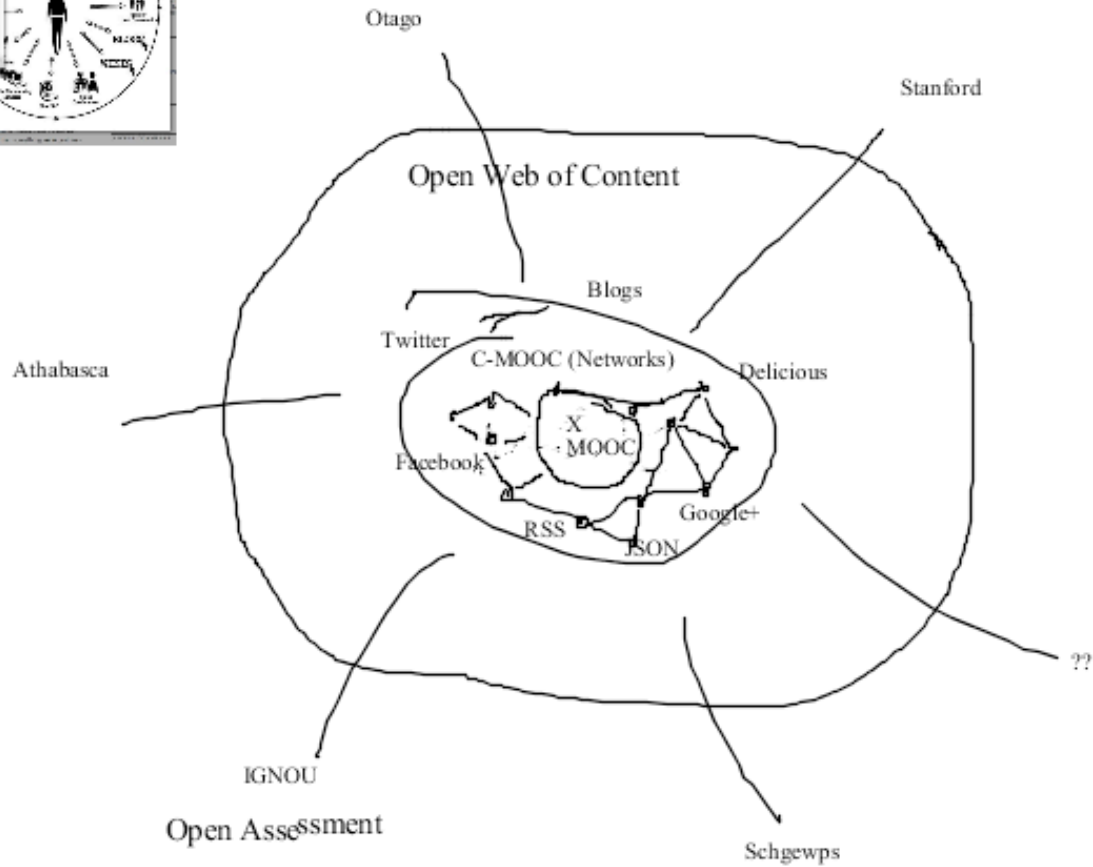 Otago
Stanford
Open Web of Content
Blogs
Twitter
C-MOOC (Networks)
Athabasca
Delicious
X
MOOC
Facebook
Google+
RSS
JSON
??
IGNOU
Open Assessment
Schgewps